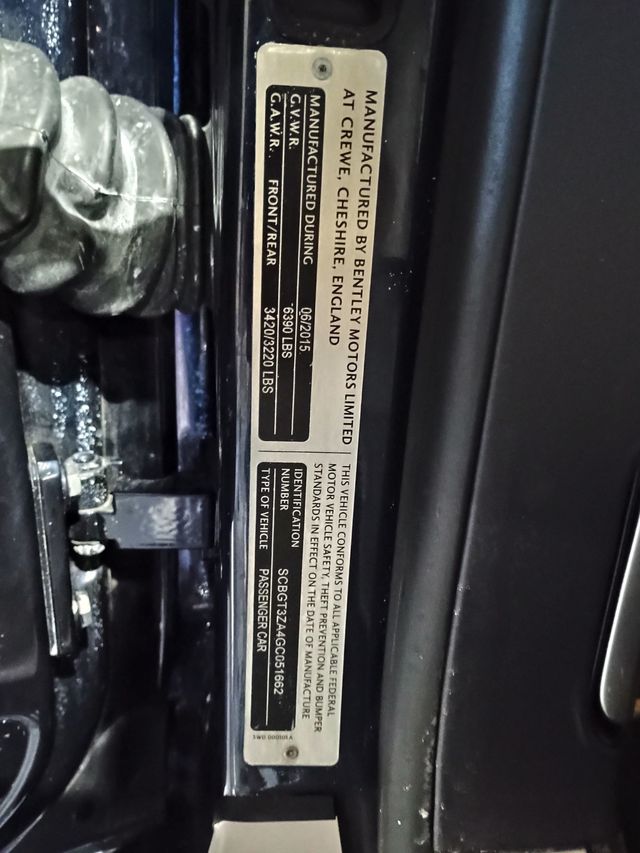 MANUFACTURED BY BENTLEY MOTORS LIMITED
AT CREWE, CHESHIRE, ENGLAND
MANUFACTURED DURING 06/2015
G.V.W.R. 6390 LBS
G.A.W.R. FRONT/REAR 3420/3220 LBS
THIS VEHICLE CONFORMS TO ALL APPLICABLE FEDERAL
MOTOR VEHICLE SAFETY, THEFT PREVENTION AND BUMPER
STANDARDS IN EFFECT ON THE DATE OF MANUFACTURE
IDENTIFICATION
NUMBER SCBGT3ZA4GC051662
TYPE OF VEHICLE PASSENGER CAR